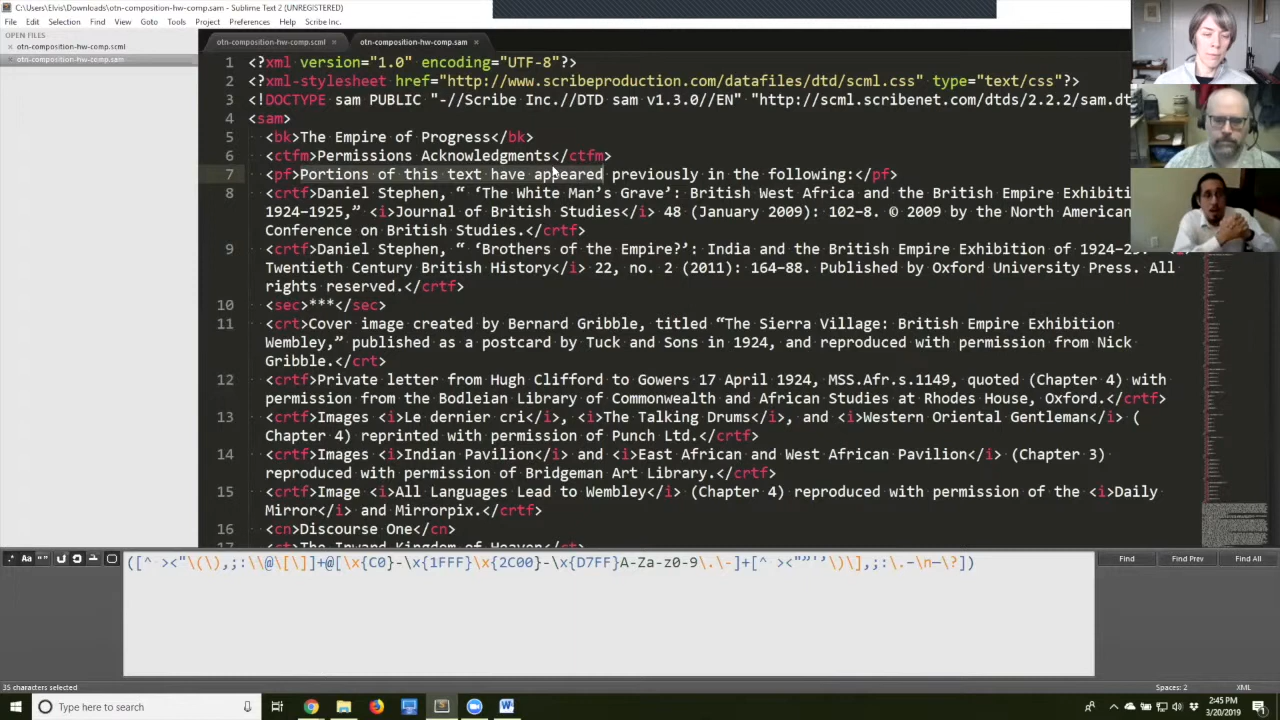 C:\Users\Elvis\Downloads\otn-composition-hw-comp.sam - Sublime Text 2 (UNREGISTERED)
File Edit Selection Find View Goto Tools Project Preferences Help Scribe Inc.
OPEN FILES
× otn-composition-hw-comp.scml
× otn-composition-hw-comp.sam
otn-composition-hw-comp.scml × otn-composition-hw-comp.sam ×
1 <?xml version="1.0" encoding="UTF-8"?>
2 <?xml-stylesheet href="http://www.scribeproduction.com/datafiles/dtd/scml.css" type="text/css"?>
3 <!DOCTYPE sam PUBLIC "-//Scribe Inc.//DTD sam v1.3.0//EN" "http://scml.scribenet.com/dtds/2.2.2/sam.dt
4 <sam>
5 <bk>The Empire of Progress</bk>
6 <ctfm>Permissions Acknowledgments</ctfm>
7 <pf>Portions of this text have appeared previously in the following:</pf>
8 <crtf>Daniel Stephen, “ ‘The White Man’s Grave’: British West Africa and the British Empire Exhibition
1924–1925,” <i>Journal of British Studies</i> 48 (January 2009): 102–8. © 2009 by the North American
Conference on British Studies.</crtf>
9 <crtf>Daniel Stephen, “ ‘Brothers of the Empire?’: India and the British Empire Exhibition of 1924–25
Twentieth Century British History</i> 22, no. 2 (2011): 164–88. Published by Oxford University Press. All
rights reserved.</crtf>
10 <sec>***</sec>
11 <crt>Cover image created by Bernard Gribble, titled “The Sierra Village: British Empire Exhibition
Wembley,” published as a postcard by Tuck and Sons in 1924, and reproduced with permission from Nick
Gribble.</crt>
12 <crtf>Private letter from Hugh Clifford to Gowers 17 April 1924, MSS.Afr.s.1149, quoted (Chapter 4) with
permission from the Bodleian Library of Commonwealth and African Studies at Rhodes House, Oxford.</crtf>
13 <crtf>Images <i>Le dernier cri</i>, <i>The Talking Drums</i>, and <i>Western Oriental Gentleman</i> (
Chapter 4) reprinted with permission of Punch Ltd.</crtf>
14 <crtf>Images <i>Indian Pavilion</i> and <i>East African and West African Pavilion</i> (Chapter 3)
reproduced with permission of Bridgeman Art Library.</crtf>
15 <crtf>Image <i>All Languages Lead to Wembley</i> (Chapter 4) reproduced with permission of the <i>Daily
Mirror</i> and Mirrorpix.</crtf>
16 <cn>Discourse One</cn>
17 <ct>The Inward Kingdom of Heaven</ct>
([^ ><"\(\),;:\\@\[\]]+@[\x{C0}-\x{1FFF}\x{2C00}-\x{D7FF}A-Za-z0-9\.\-]+[^ ><"”'’\)\],;:\.–\n—\?])
Find Find Prev Find All
35 characters selected Spaces: 2 XML
Type here to search
2:45 PM
3/20/2019